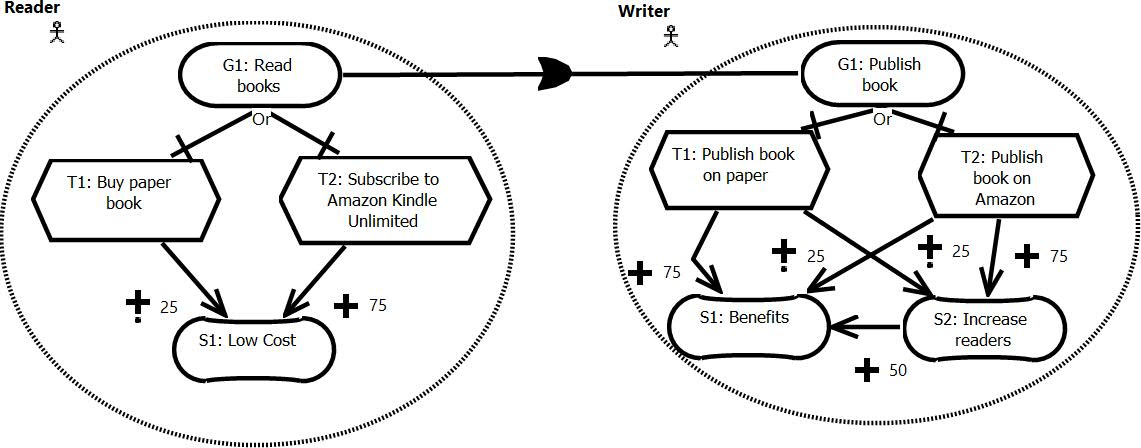 Reader
Writer
G1: Read
books
G1: Publish
book
Or
Or
T1: Buy paper
book
T2: Subscribe to
Amazon Kindle
Unlimited
T1: Publish book
on paper
T2: Publish
book on
Amazon
25
75
75
25
25
75
S1: Low Cost
S1: Benefits
S2: Increase
readers
50